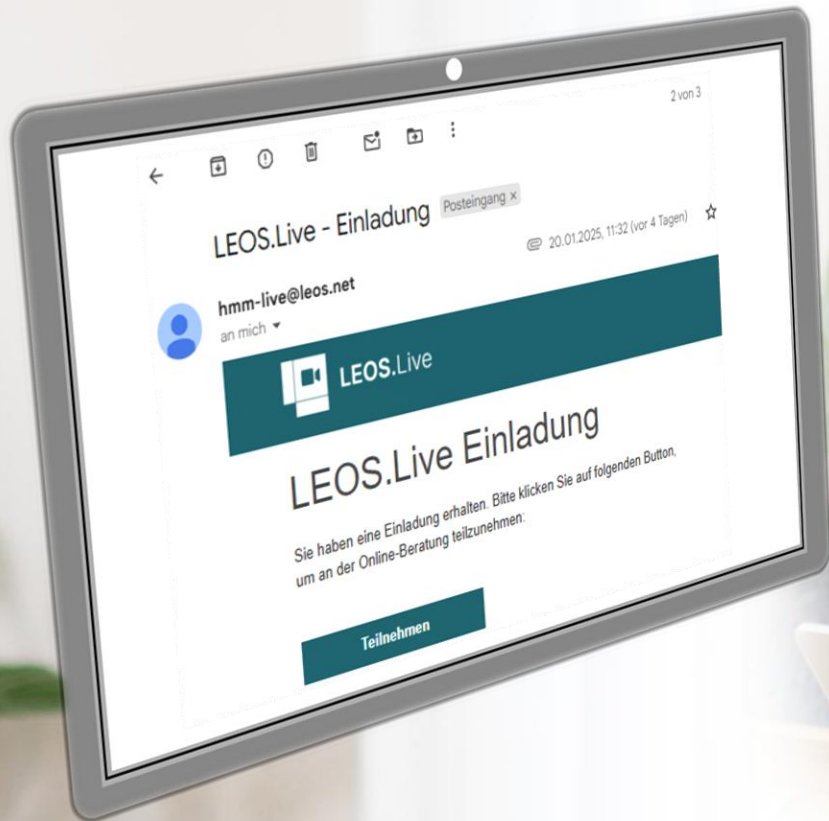 2 von 3
LEOS.Live - Einladung Posteingang ×
hmm-live@leos.net 20.01.2025, 11:32 (vor 4 Tagen)
an mich
LEOS.Live
LEOS.Live Einladung
Sie haben eine Einladung erhalten. Bitte klicken Sie auf folgenden Button,
um an der Online-Beratung teilzunehmen:
Teilnehmen